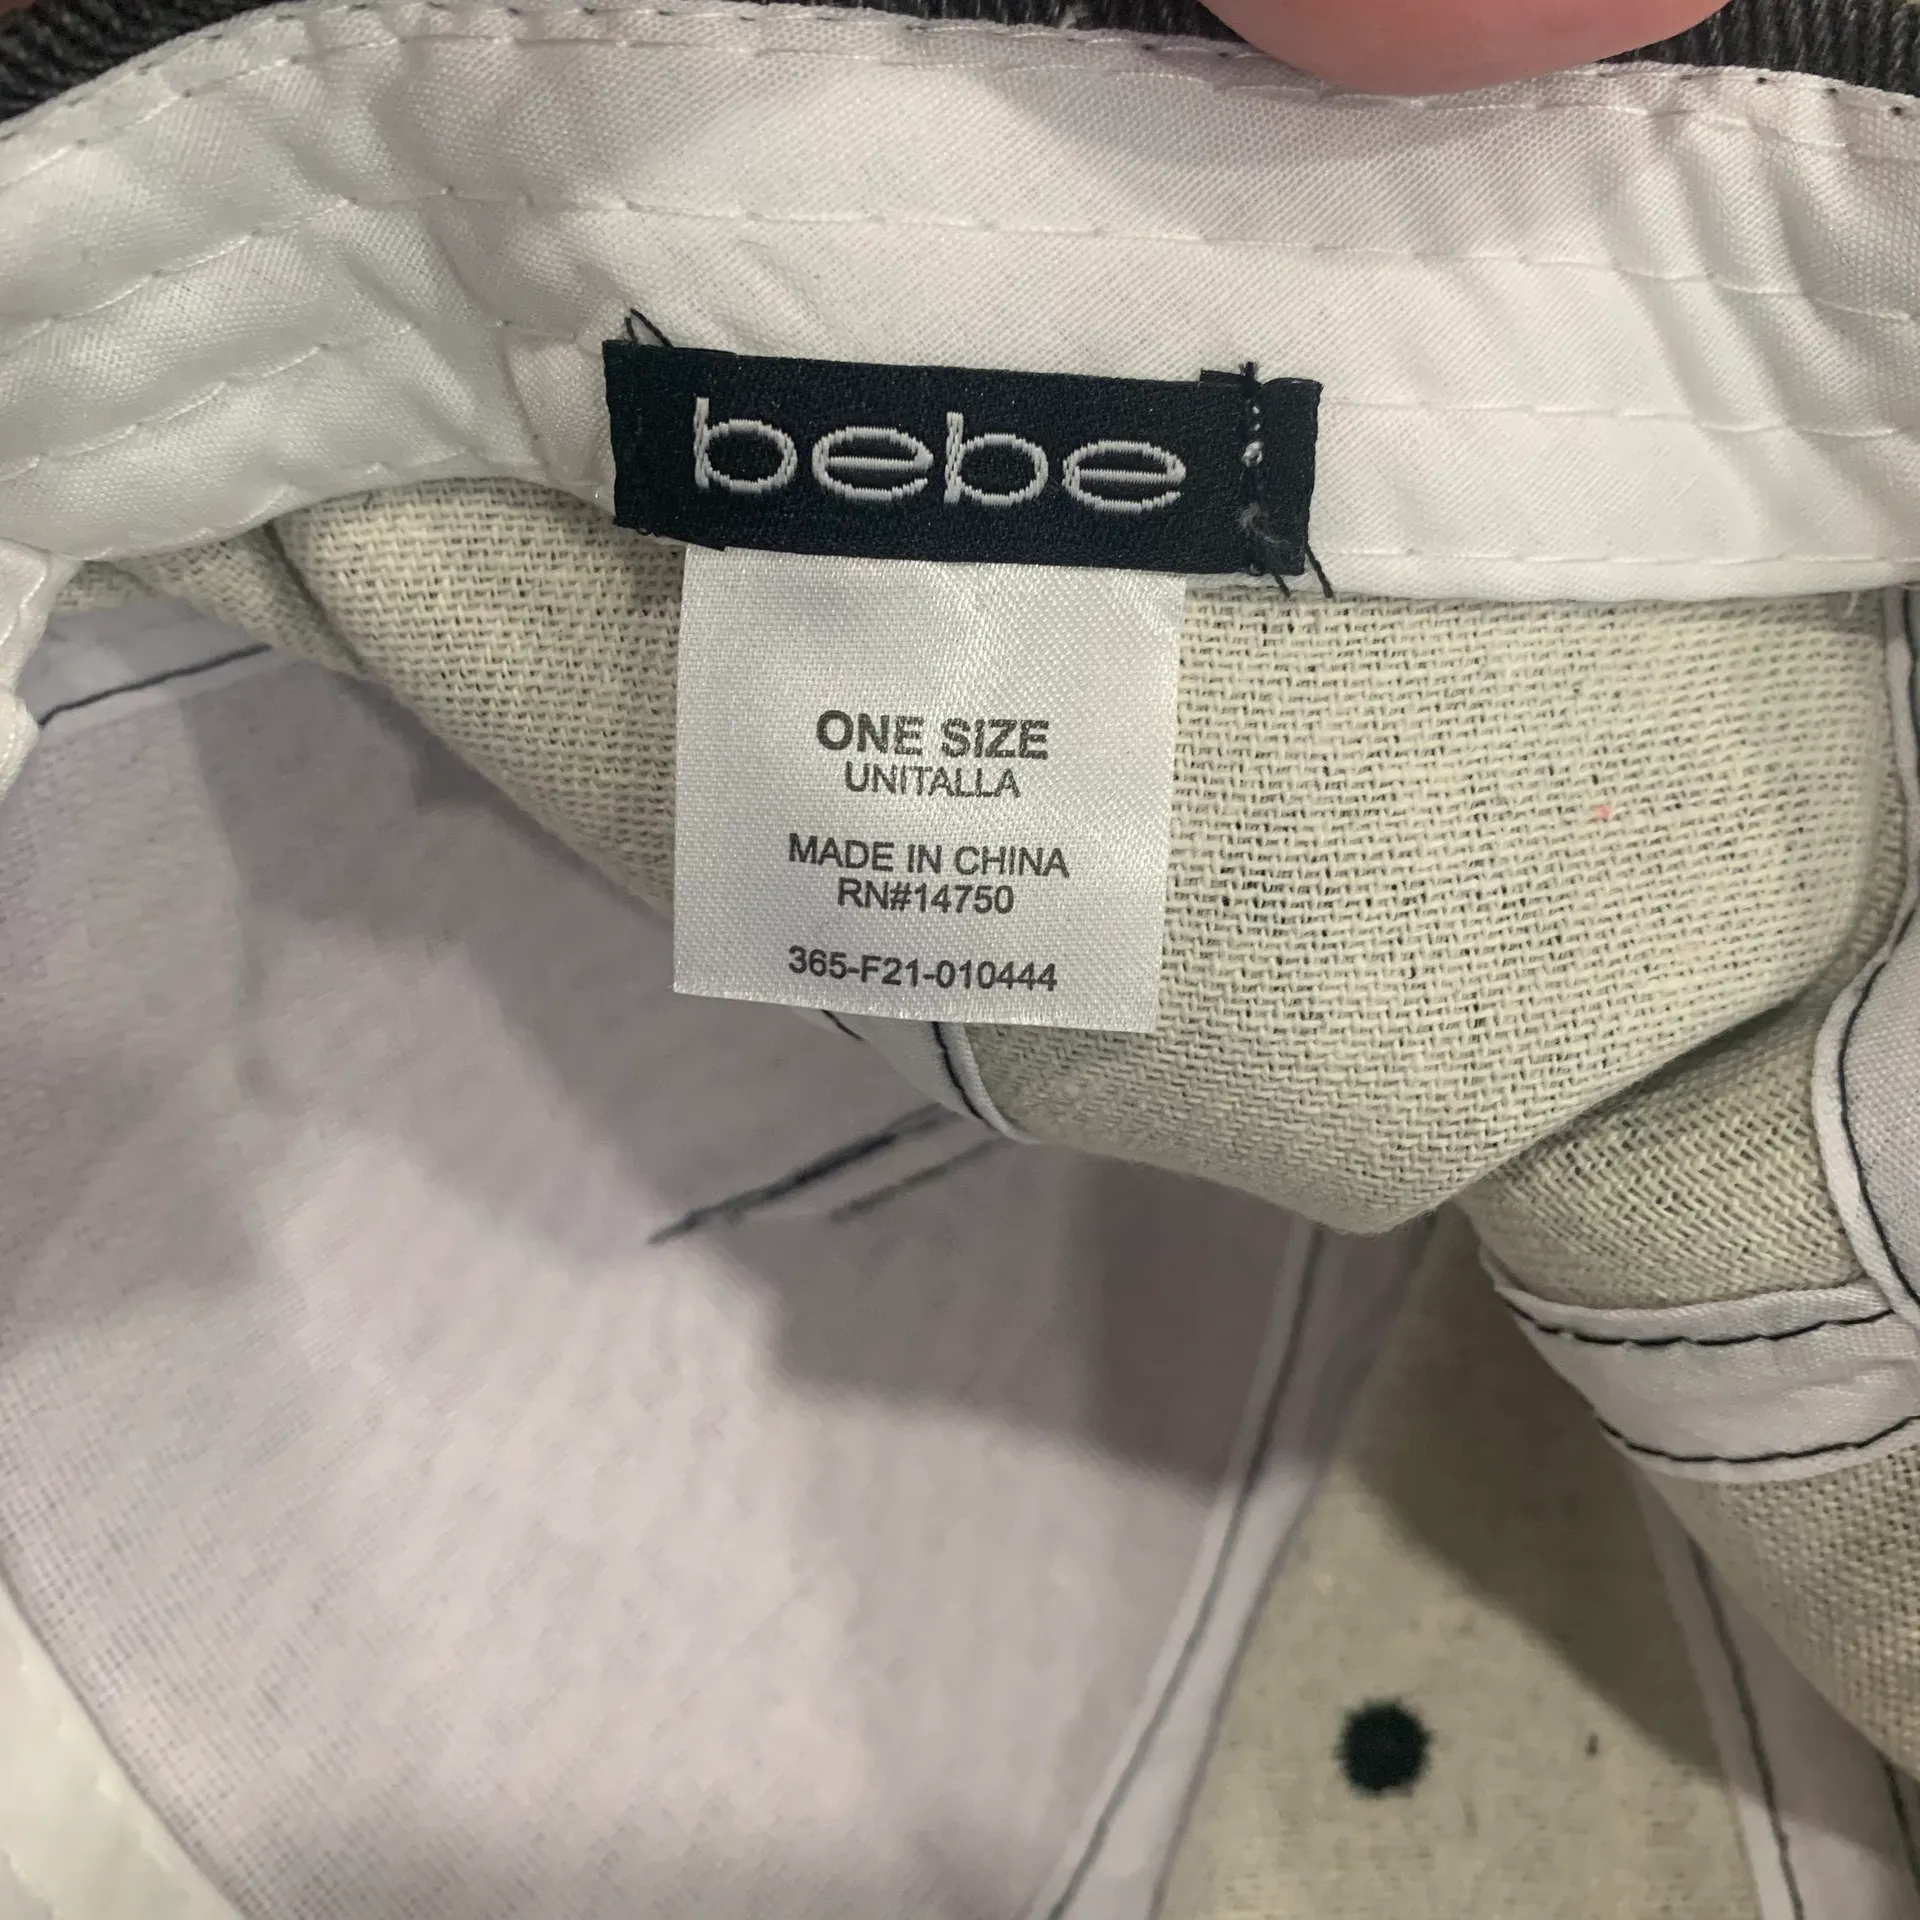 bebe
ONE SIZE
UNITALLA
MADE IN CHINA
RN#14750
365-F21-010444